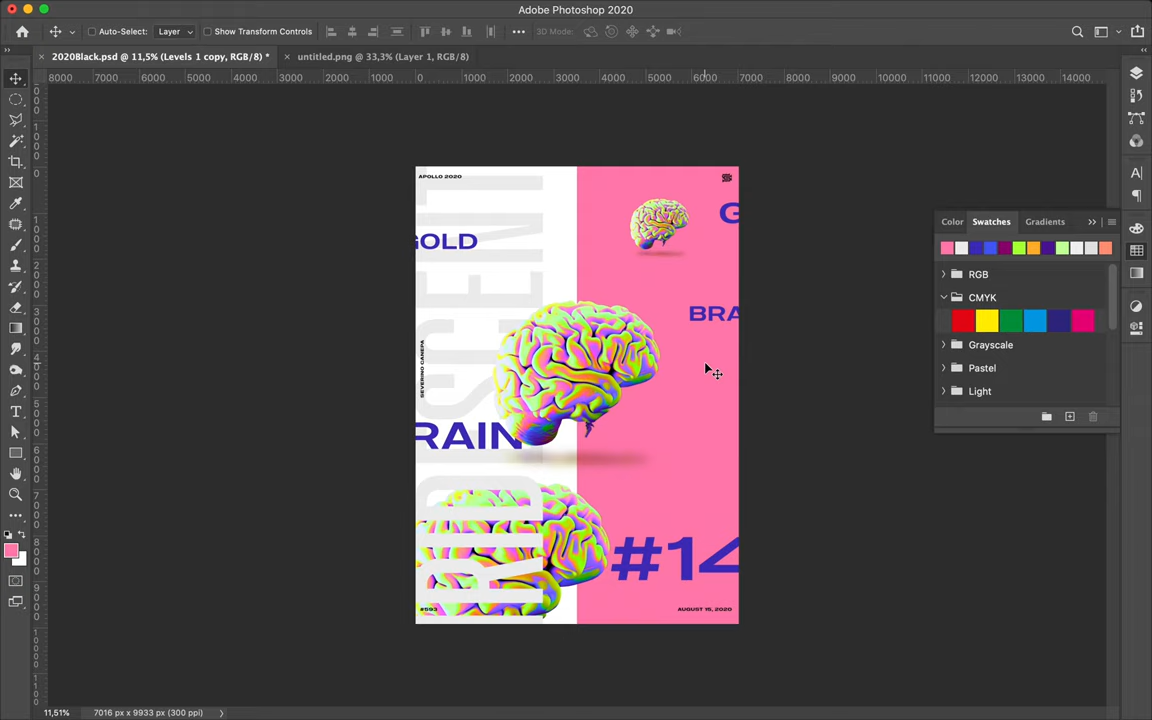 Adobe Photoshop 2020
Auto-Select: Layer Show Transform Controls 3D Mode:
2020Black.psd @ 11,5% (Levels 1 copy, RGB/8) * untitled.png @ 33,3% (Layer 1, RGB/8)
8000 7000 6000 5000 4000 3000 2000 1000 0 1000 2000 3000 4000 5000 6000 7000 8000 9000 10000 11000 12000 13000 14000
APOLLO 2020
GOLD
G
BRA
SEVERINO CANEPA
RAIN
#14
#593
AUGUST 15, 2020
Color Swatches Gradients
RGB
CMYK
Grayscale
Pastel
Light
11,51% 7016 px x 9933 px (300 ppi)